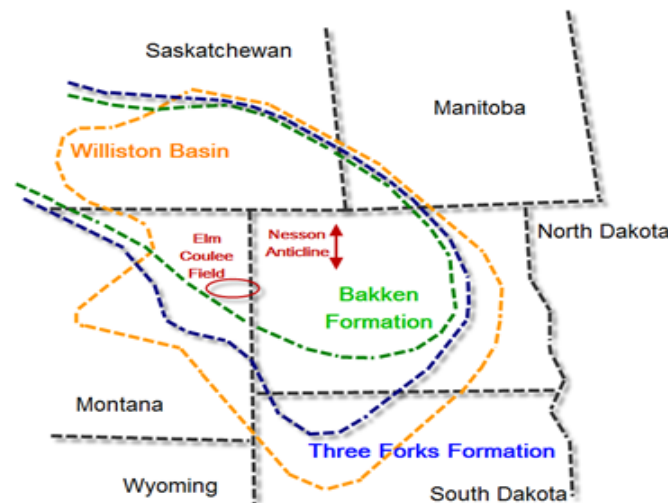 Saskatchewan
Manitoba
Williston Basin
North Dakota
Elm
Coulee
Field
Nesson
Anticline
Bakken
Formation
Montana
Three Forks Formation
Wyoming
South Dakota